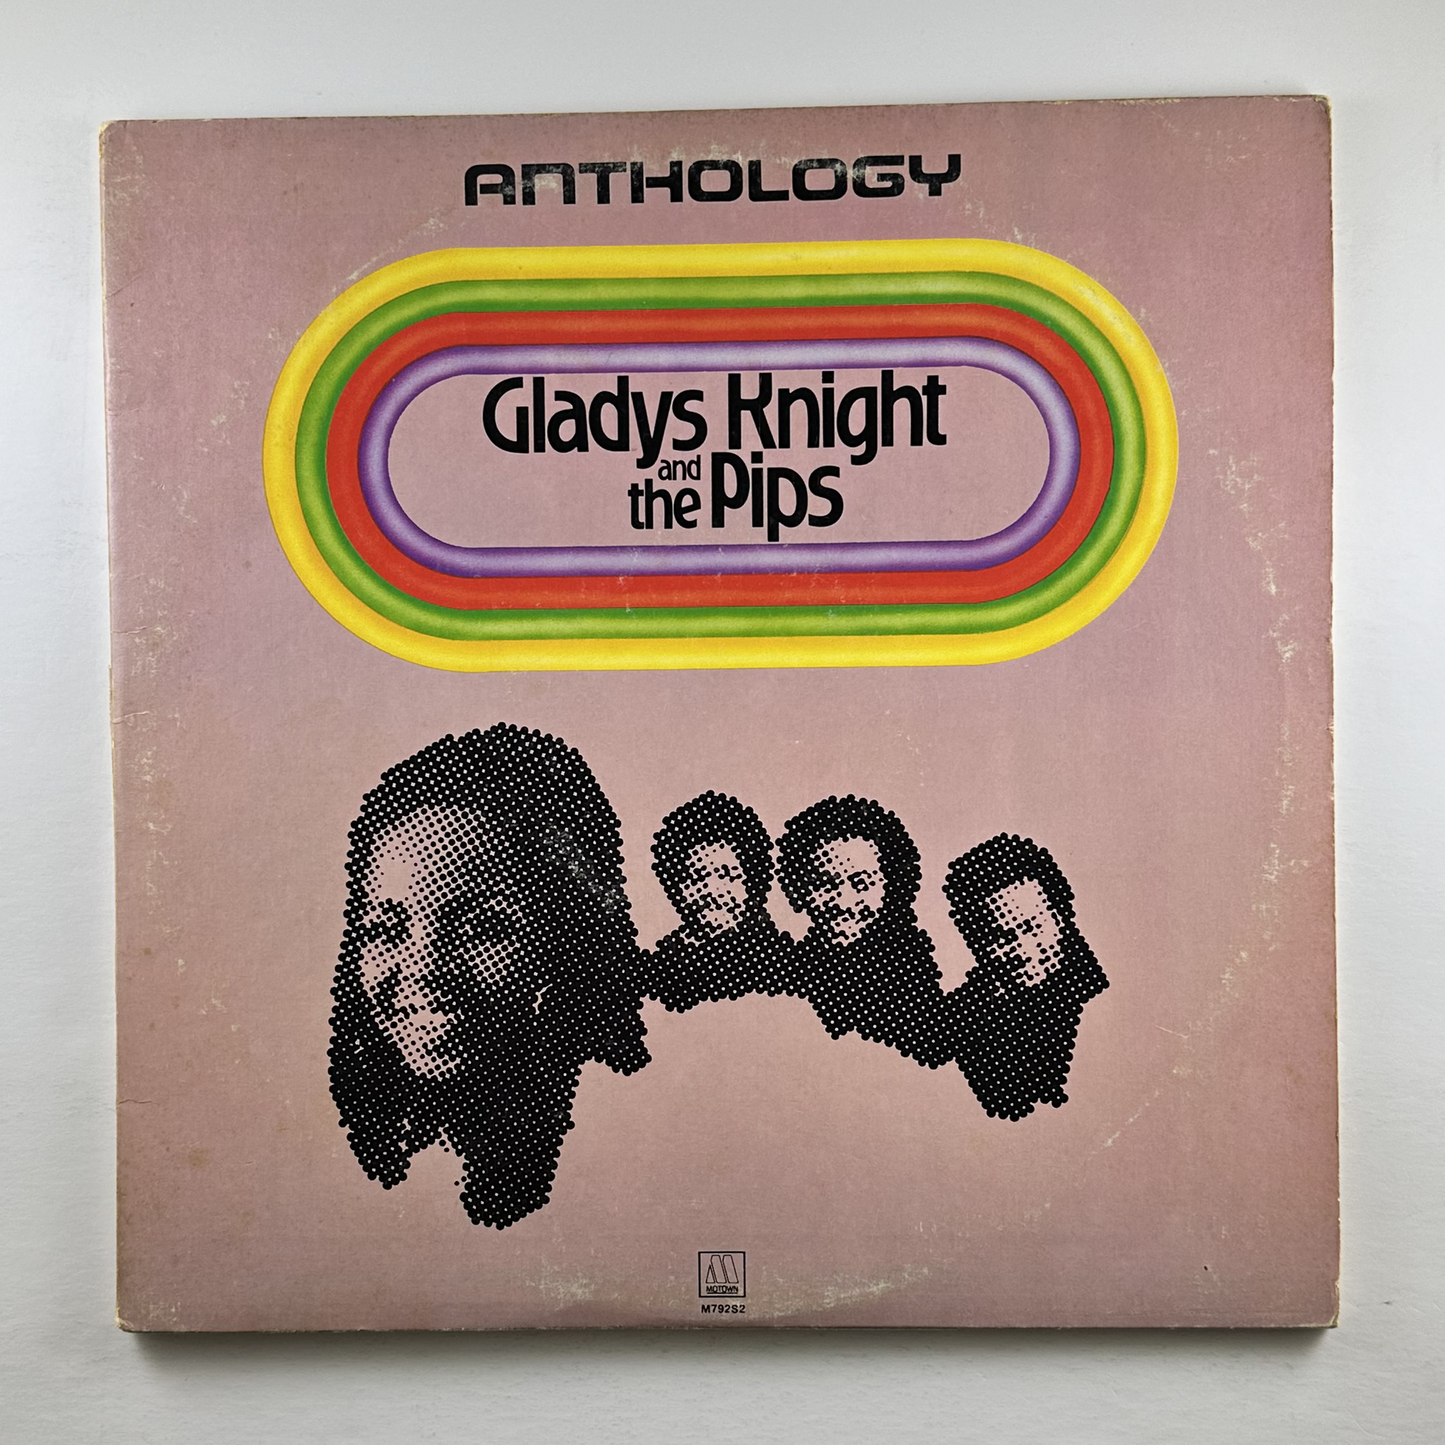 ANTHOLOGY
Gladys Knight
and
the Pips
MOTOWN
M792S2